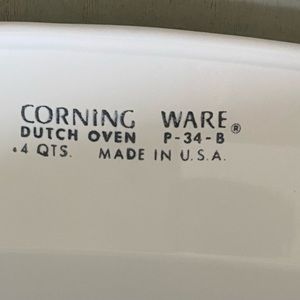 CORNING WARE®
DUTCH OVEN P-34-B
.4 QTS. MADE IN U.S.A.